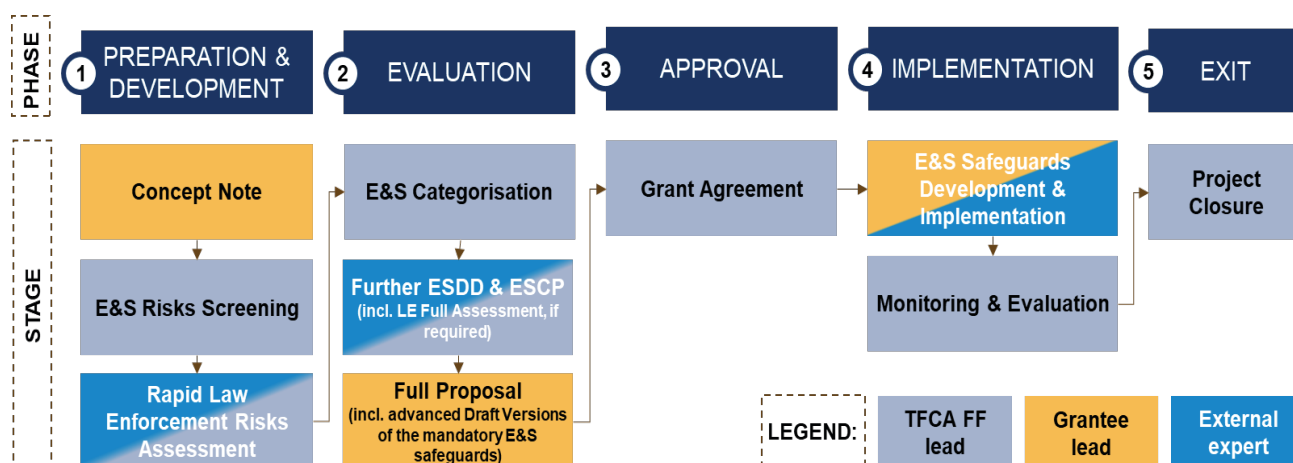 PHASE
1
PREPARATION &
DEVELOPMENT
2
EVALUATION
3
APPROVAL
4
IMPLEMENTATION
5
EXIT
STAGE
Concept Note
E&S Risks Screening
Rapid Law
Enforcement Risks
Assessment
E&S Categorisation
Further ESDD & ESCP
(incl. LE Full Assessment, if
required)
Full Proposal
(incl. advanced Draft Versions
of the mandatory E&S
safeguards)
Grant Agreement
E&S Safeguards
Development &
Implementation
Monitoring & Evaluation
Project
Closure
LEGEND:
TFCA FF
lead
Grantee
lead
External
expert